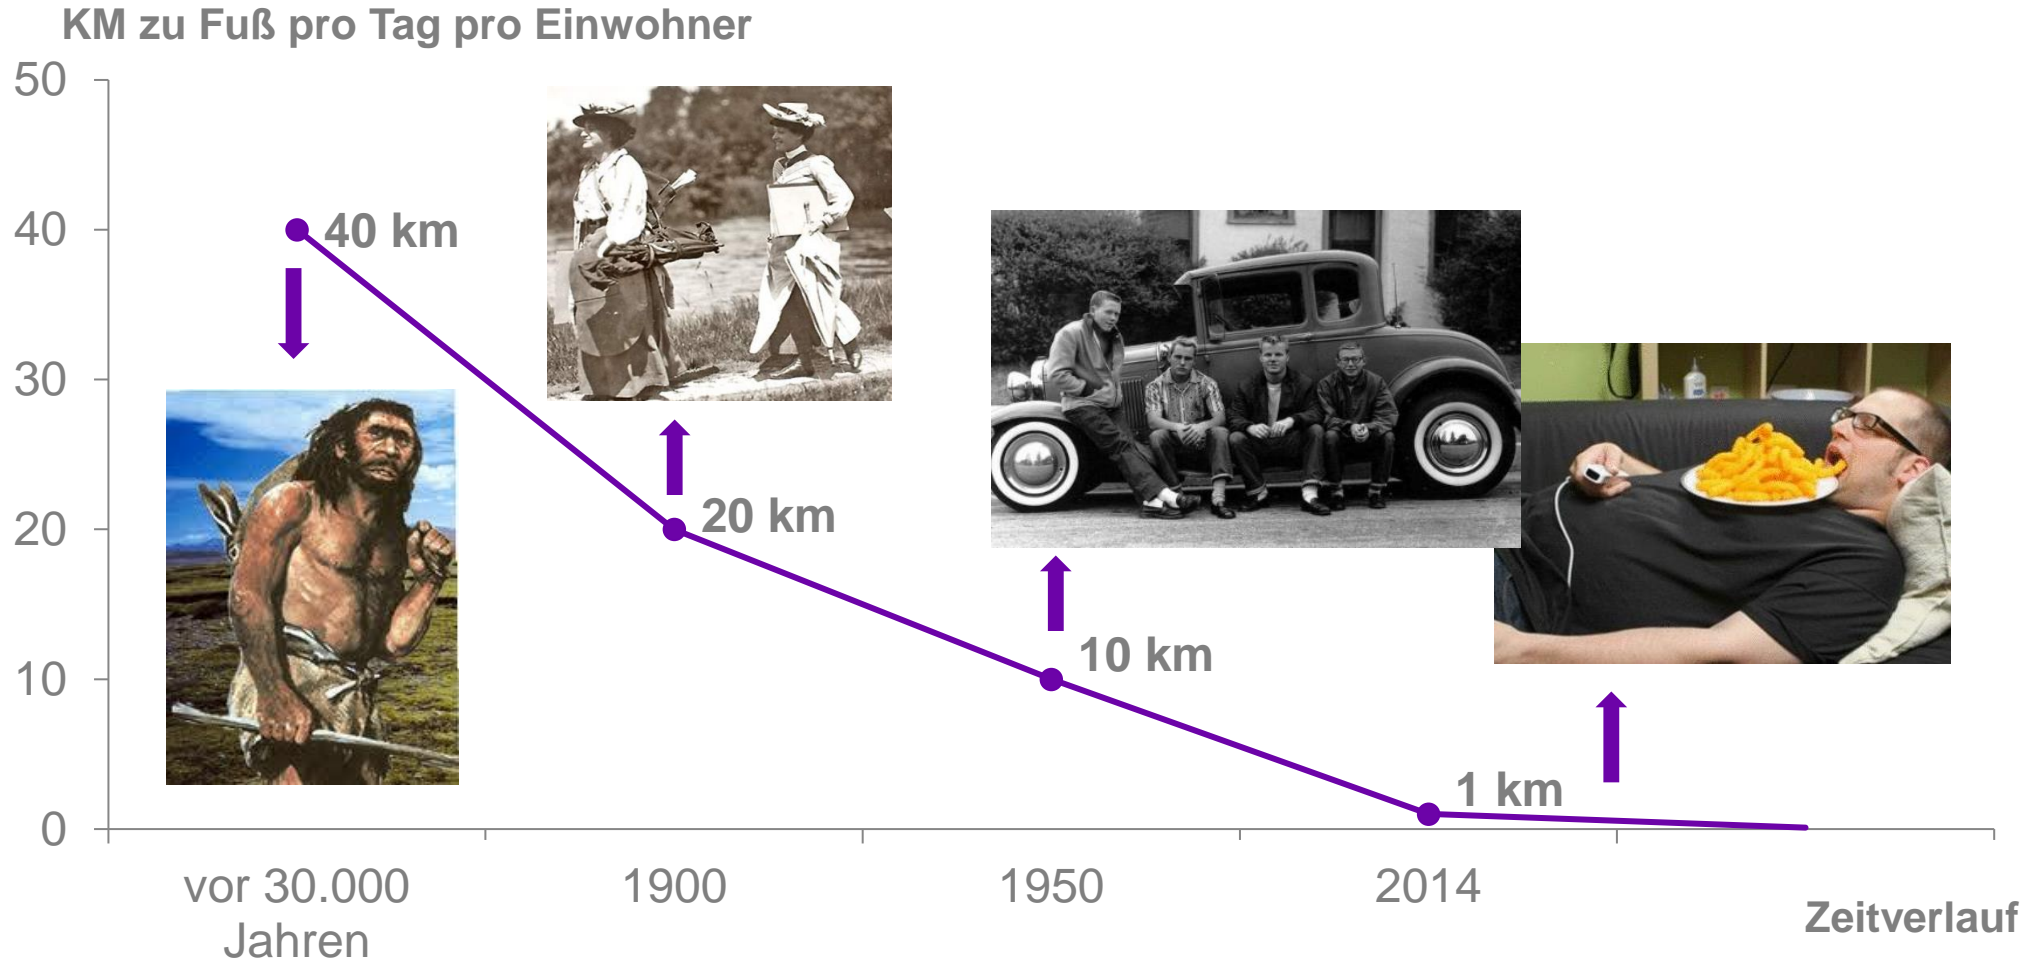 KM zu Fuß pro Tag pro Einwohner
50
40
30
20
10
0
40 km
20 km
10 km
1 km
vor 30.000
Jahren
1900
1950
2014
Zeitverlauf